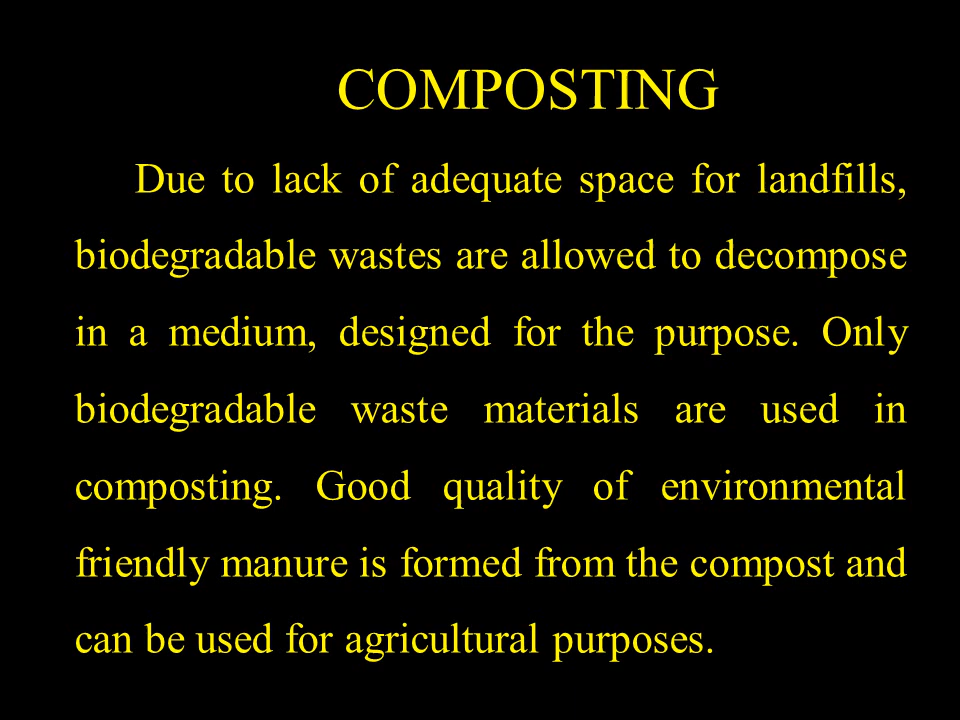 COMPOSTING
Due to lack of adequate space for landfills,
biodegradable wastes are allowed to decompose
in a medium, designed for the purpose. Only
biodegradable waste materials are used in
composting. Good quality of environmental
friendly manure is formed from the compost and
can be used for agricultural purposes.